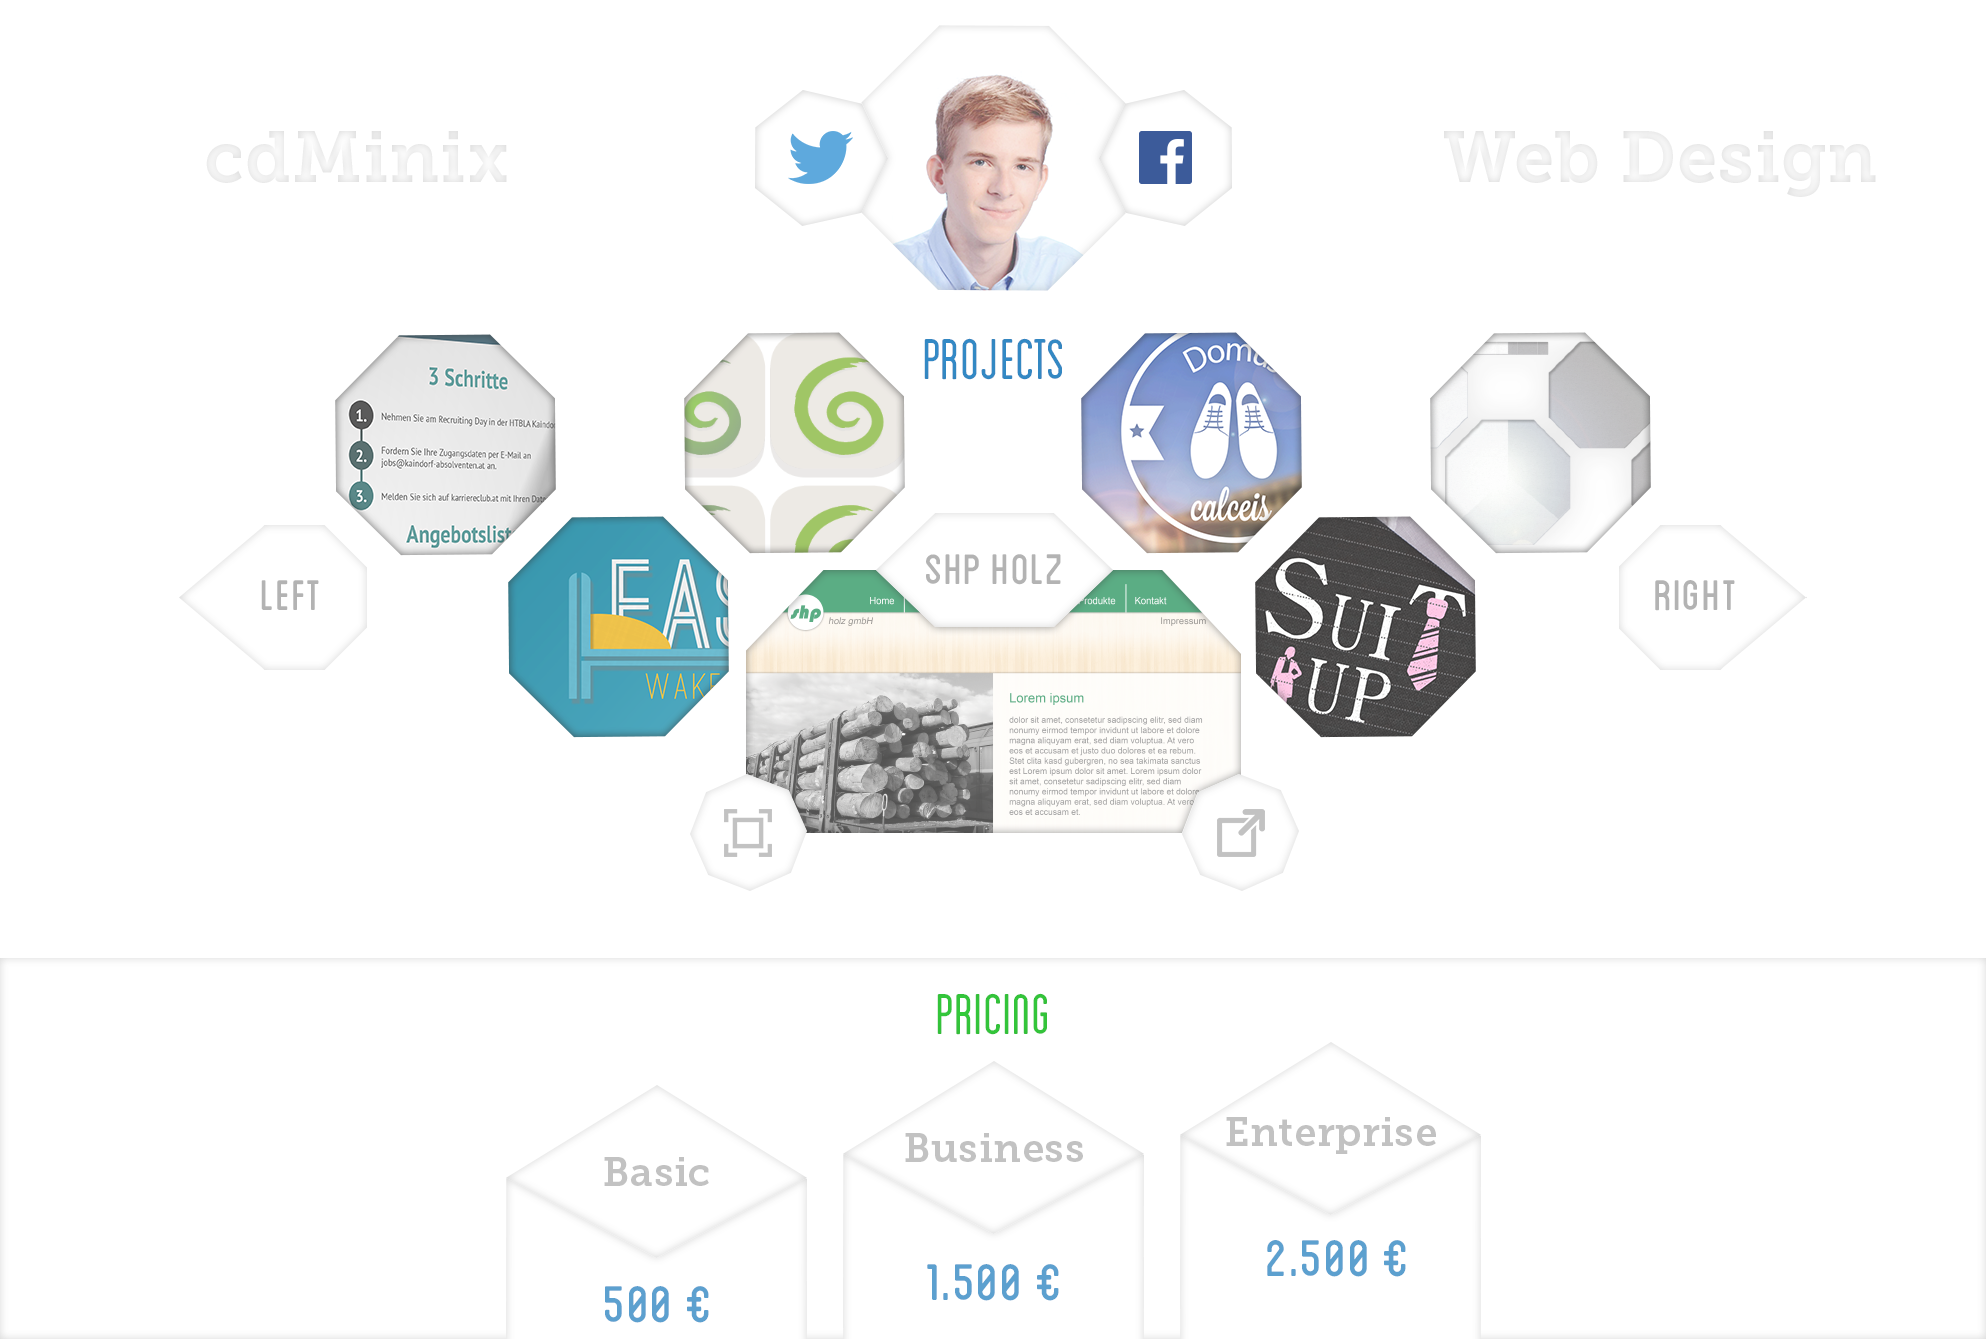 cdMinix
Web Design
PROJECTS
3 Schritte
1.
Nehmen Sie am Recruiting Day in der HTBLA
2.
Fordern Sie Ihre Zugangsdaten per E-Mail an
jobs@kaindorf-absolventen.at an.
3.
Melden Sie sich auf karriereclub.at mit Ihren
calceis
LEFT
WAKE
SHP HOLZ
SUIT
UP
RIGHT
Home
Kontakt
shp
holz gmbH
Impressum
Lorem ipsum
dolor sit amet, consetetur sadipscing elitr, sed diam
nonumy eirmod tempor invidunt ut labore et dolore
magna aliquyam erat, sed diam voluptua. At vero
eos et accusam et justo duo dolores et ea rebum.
Stet clita kasd gubergren, no sea takimata sanctus
est Lorem ipsum dolor sit amet. Lorem ipsum dolor
sit amet, consetetur sadipscing elitr, sed diam
nonumy eirmod tempor invidunt ut labore et dolore
magna aliquyam erat, sed diam voluptua. At vero
eos et accusam et.
PRICING
Basic
500 €
Business
1.500 €
Enterprise
2.500 €